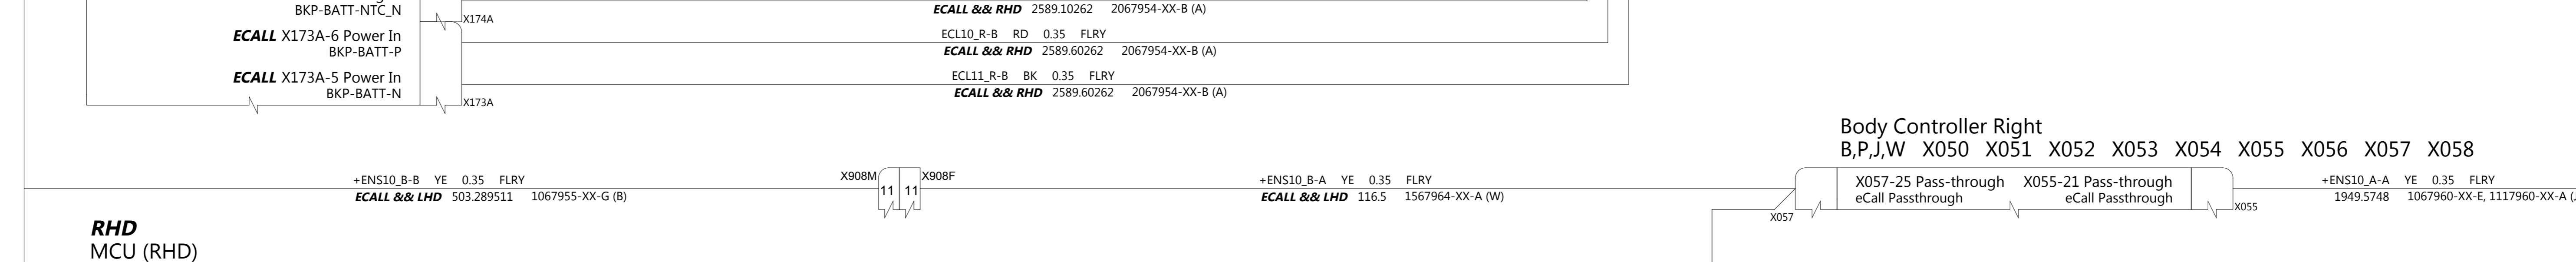 BKP-BATT-NTC_N
X174A
ECALL && RHD 2589.10262 2067954-XX-B (A)
ECALL X173A-6 Power In
BKP-BATT-P
ECL10_R-B RD 0.35 FLRY
ECALL && RHD 2589.60262 2067954-XX-B (A)
ECALL X173A-5 Power In
BKP-BATT-N
X173A
ECL11_R-B BK 0.35 FLRY
ECALL && RHD 2589.60262 2067954-XX-B (A)
Body Controller Right
B,P,J,W X050 X051 X052 X053 X054 X055 X056 X057 X058
+ENS10_B-B YE 0.35 FLRY
ECALL && LHD 503.289511 1067955-XX-G (B)
X908M
11
11
X908F
+ENS10_B-A YE 0.35 FLRY
ECALL && LHD 116.5 1567964-XX-A (W)
X057
X057-25 Pass-through
eCall Passthrough
X055-21 Pass-through
eCall Passthrough
X055
+ENS10_A-A YE 0.35 FLRY
1949.5748 1067960-XX-E, 1117960-XX-A (
RHD
MCU (RHD)